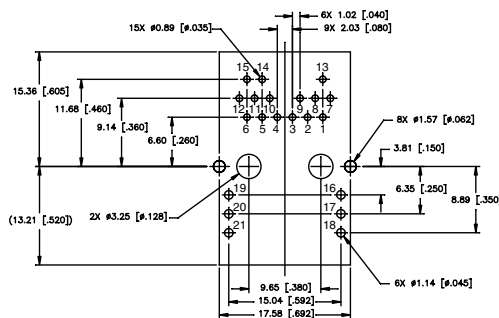 6X 1.02 [.040]
15X ø0.89 [ø.035]
9X 2.03 [.080]
15 14 13
15.36 [.605]
11.68 [.460]
12 11 10 9 8 7
9.14 [.360]
6 5 4 3 2 1
6.60 [.260]
8X ø1.57 [ø.062]
3.81 [.150]
6.35 [.250]
8.89 [.350]
19 16
(13.21 [.520])
2X ø3.25 [ø.128]
20 17
21 18
9.65 [.380]
6X ø1.14 [ø.045]
15.04 [.592]
17.58 [.692]